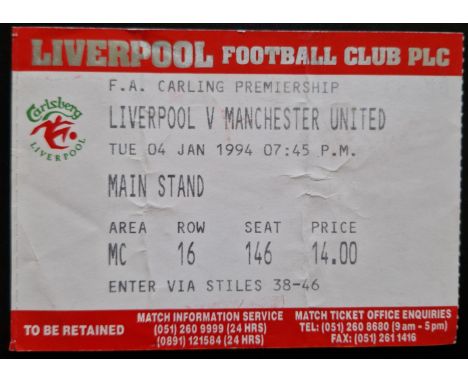 LIVERPOOL FOOTBALL CLUB PLC
F.A. CARLING PREMIERSHIP
Carlsberg
LIVERPOOL
LIVERPOOL V MANCHESTER UNITED
TUE 04 JAN 1994 07:45 P.M.
MAIN STAND
AREA ROW SEAT PRICE
MC 16 146 14.00
ENTER VIA STILES 38-46
TO BE RETAINED
MATCH INFORMATION SERVICE
(051) 260 9999 (24 HRS)
(0891) 121584 (24 HRS)
MATCH TICKET OFFICE ENQUIRIES
TEL: (051) 260 8680 (9am - 5pm)
FAX: (051) 261 1416